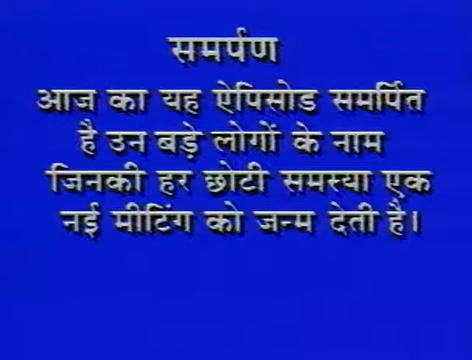 समर्पण
आज का यह ऐपिसोड समर्पित
है उन बड़े लोगों के नाम
जिनकी हर छोटी समस्या एक
नई मीटिंग को जन्म देती है।